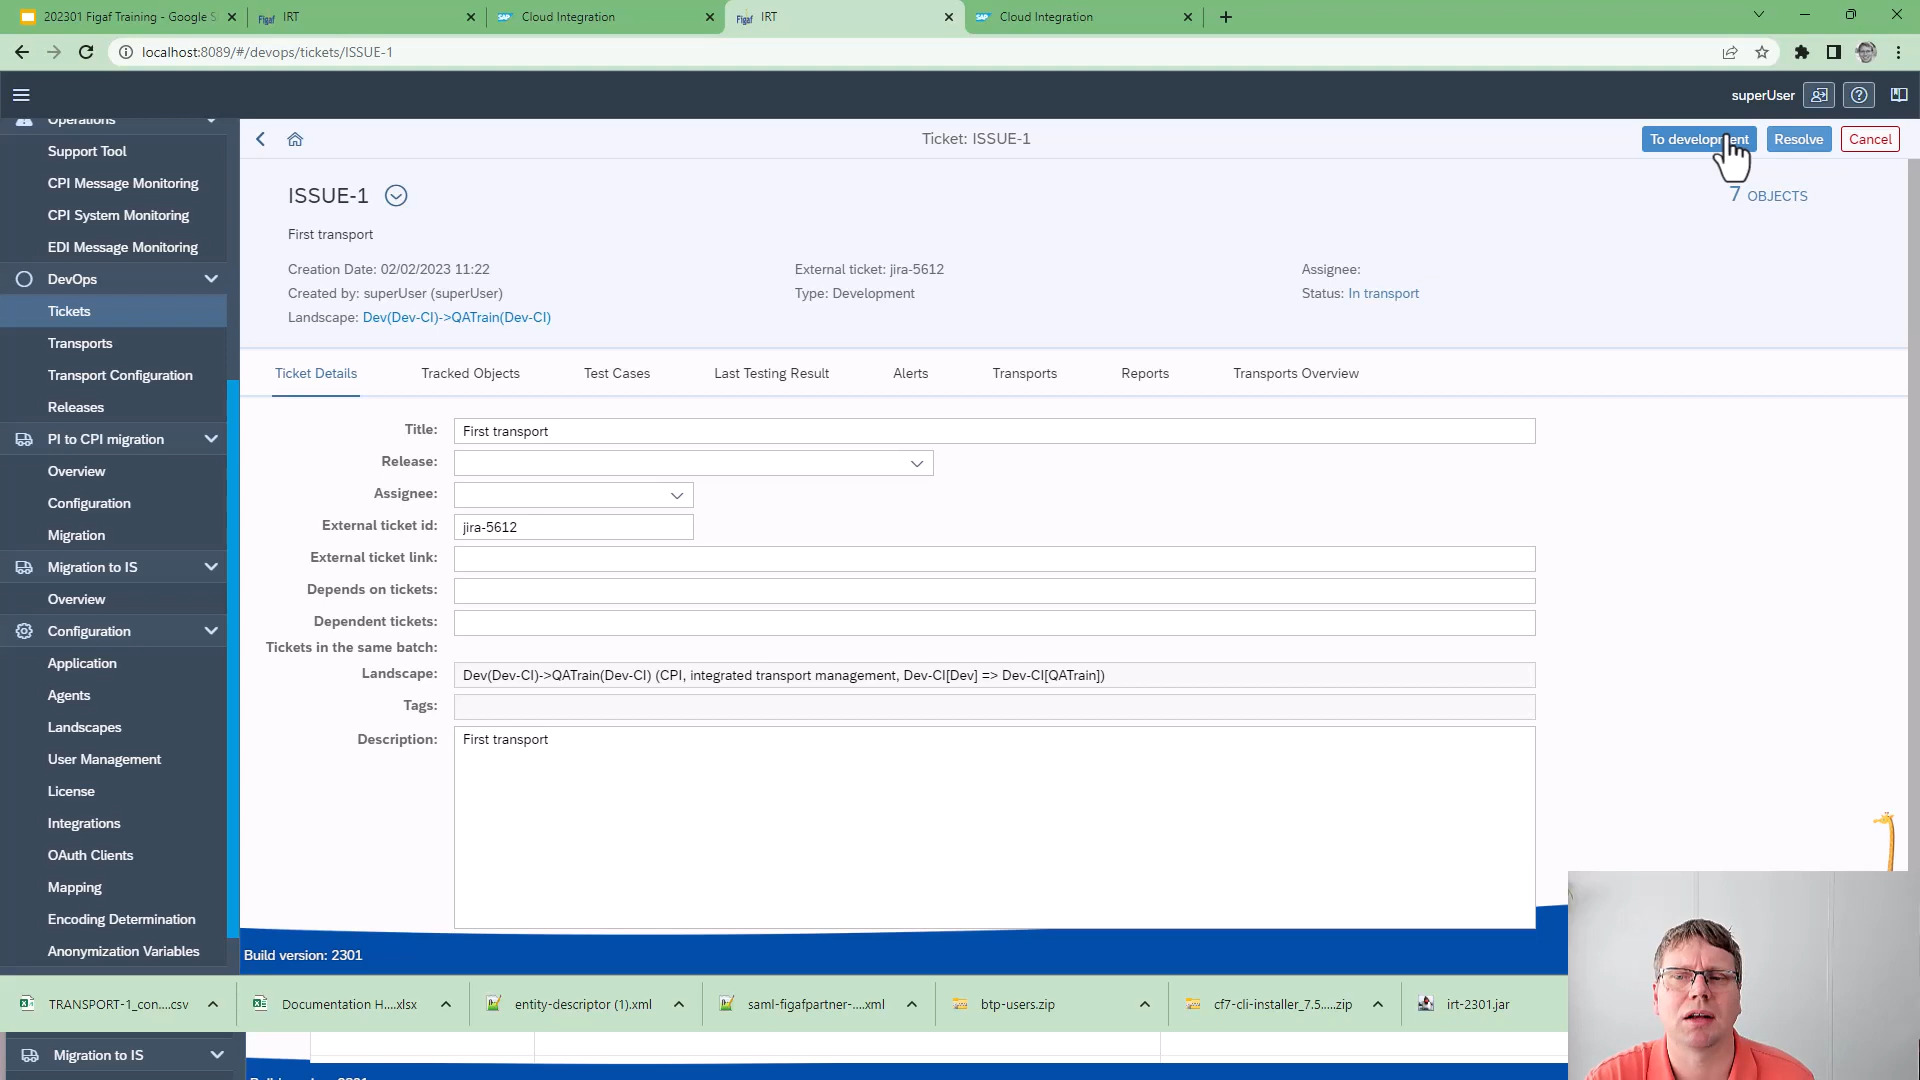 202301 Figaf Training - Google S
Figaf IRT
Cloud Integration
Figaf IRT
Cloud Integration
localhost:8089/#/devops/tickets/ISSUE-1
superUser
Operations
Support Tool
CPI Message Monitoring
CPI System Monitoring
EDI Message Monitoring
DevOps
Tickets
Transports
Transport Configuration
Releases
PI to CPI migration
Overview
Configuration
Migration
Migration to IS
Overview
Configuration
Application
Agents
Landscapes
User Management
License
Integrations
OAuth Clients
Mapping
Encoding Determination
Anonymization Variables
Ticket: ISSUE-1
To development
Resolve
Cancel
ISSUE-1
7 OBJECTS
First transport
Creation Date: 02/02/2023 11:22
External ticket: jira-5612
Assignee:
Created by: superUser (superUser)
Type: Development
Status: In transport
Landscape: Dev(Dev-CI)->QATrain(Dev-CI)
Ticket Details
Tracked Objects
Test Cases
Last Testing Result
Alerts
Transports
Reports
Transports Overview
Title: First transport
Release:
Assignee:
External ticket id: jira-5612
External ticket link:
Depends on tickets:
Dependent tickets:
Tickets in the same batch:
Landscape: Dev(Dev-CI)->QATrain(Dev-CI) (CPI, integrated transport management, Dev-CI[Dev] => Dev-CI[QATrain])
Tags:
Description: First transport
Build version: 2301
TRANSPORT-1_con....csv
Documentation H....xlsx
entity-descriptor (1).xml
saml-figafpartner-....xml
btp-users.zip
cf7-cli-installer_7.5.....zip
irt-2301.jar
Migration to IS